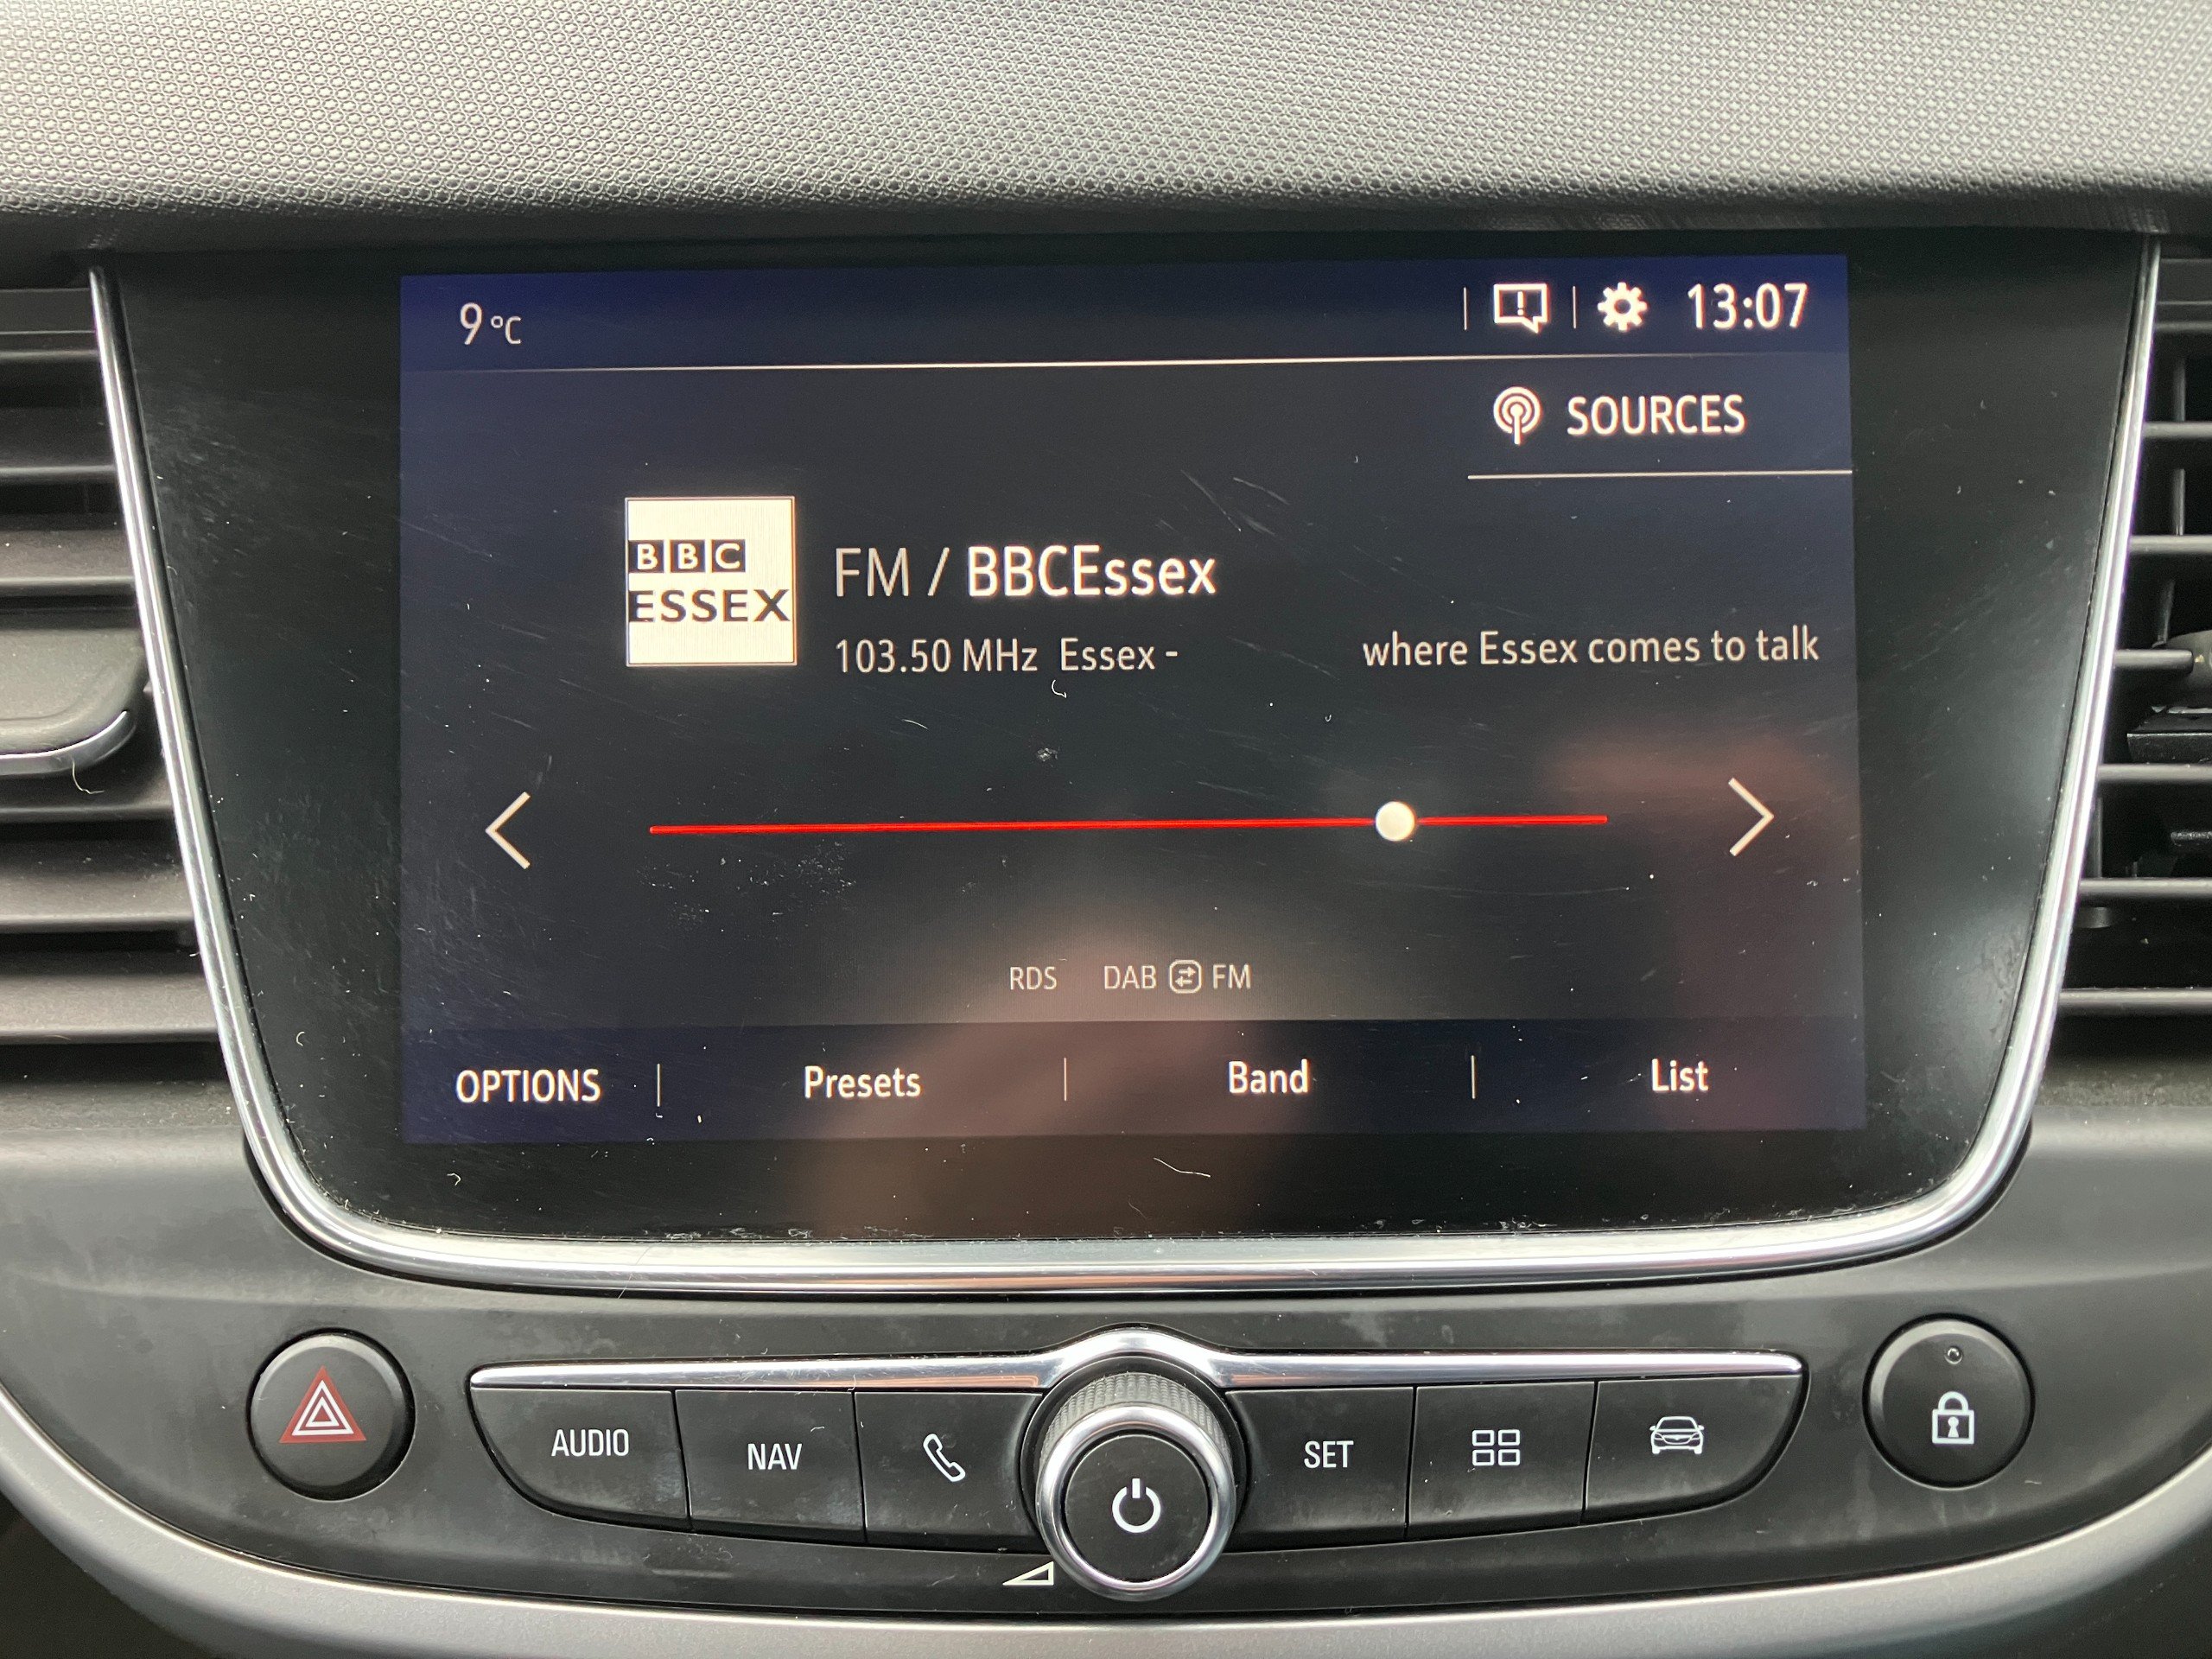 9 °C
13:07
SOURCES
BBC
ESSEX
FM / BBCEssex
103.50 MHz Essex - where Essex comes to talk
RDS DAB FM
OPTIONS Presets Band List
AUDIO NAV SET